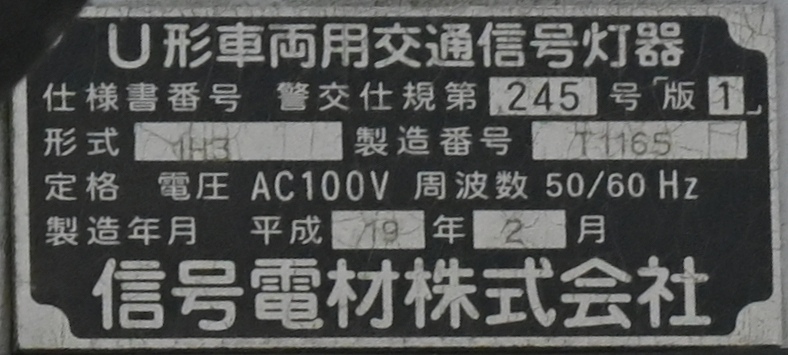 U形車両用交通信号灯器
仕様書番号 警交仕規第 245 号「版 1」
形式 1H3 製造番号 T1165
定格 電圧 AC100V 周波数 50/60 Hz
製造年月 平成 19 年 2 月
信号電材株式会社